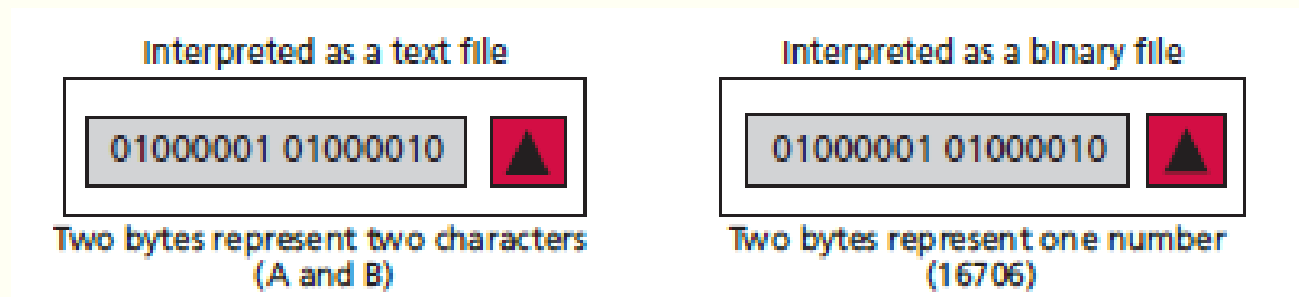 Interpreted as a text file
01000001 01000010
Two bytes represent two characters
(A and B)
Interpreted as a binary file
01000001 01000010
Two bytes represent one number
(16706)